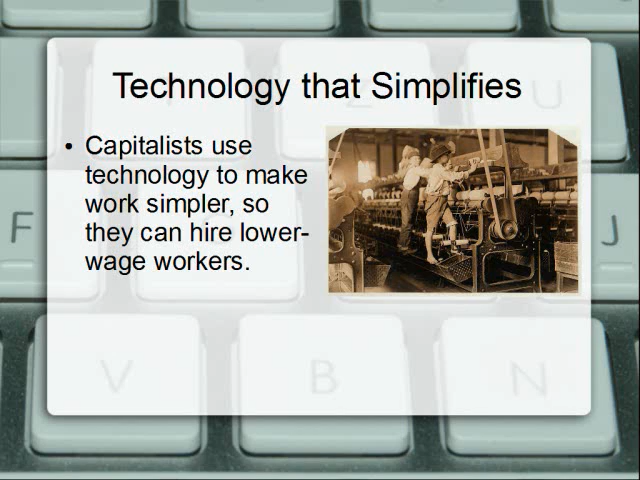 Technology that Simplifies
• Capitalists use
technology to make
work simpler, so
they can hire lower-
wage workers.
F
J
V
B
N